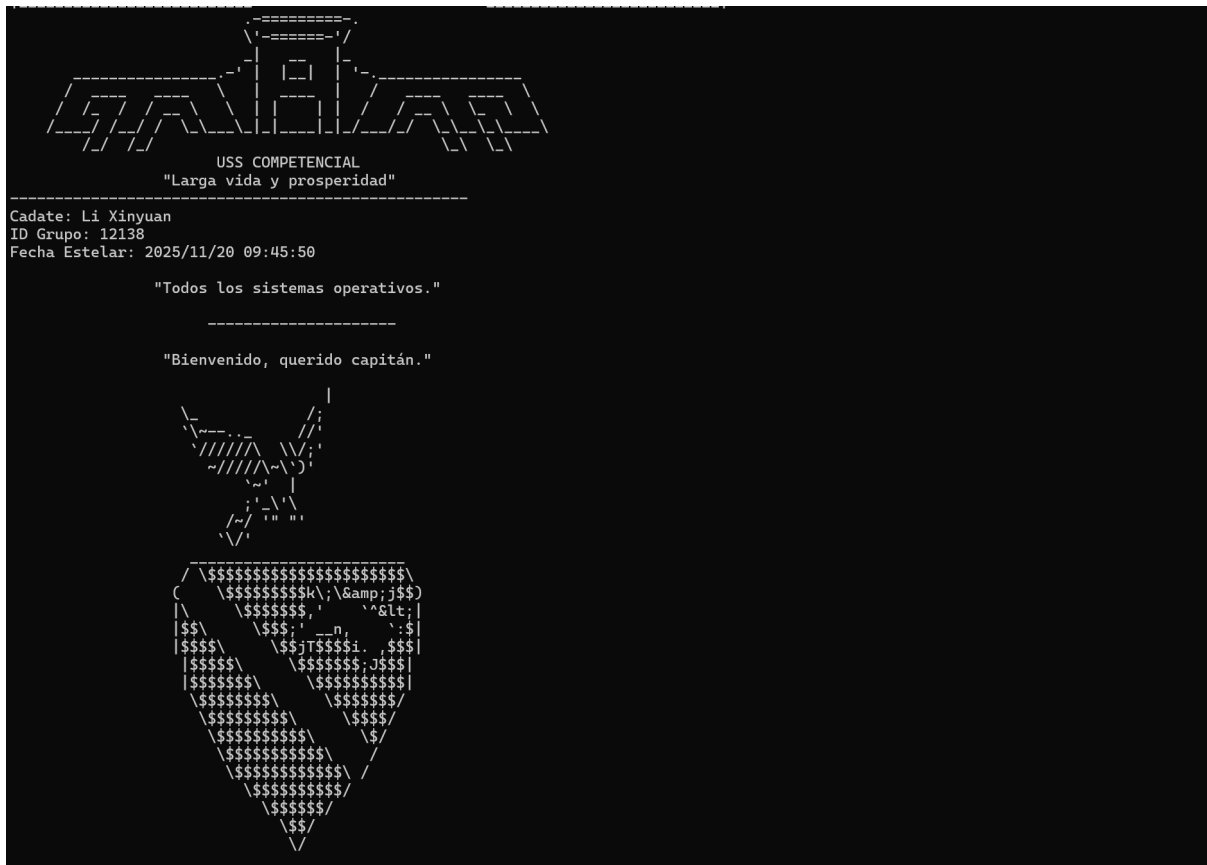 USS COMPETENCIAL
"Larga vida y prosperidad"
Cadate: Li Xinyuan
ID Grupo: 12138
Fecha Estelar: 2025/11/20 09:45:50
"Todos los sistemas operativos."
"Bienvenido, querido capitán."